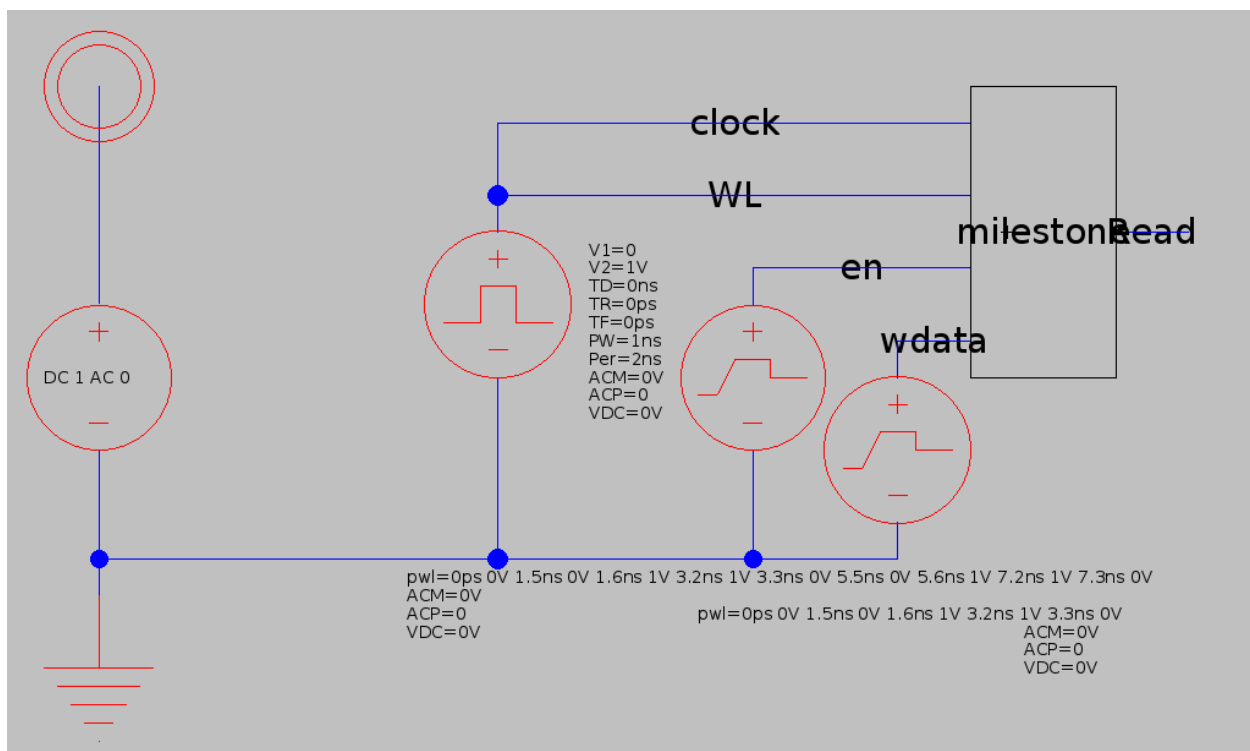 clock
WL
milestone
Read
en
wdata
V1=0
V2=1V
TD=0ns
TR=0ps
TF=0ps
PW=1ns
Per=2ns
ACM=0V
ACP=0
VDC=0V
DC 1 AC 0
pwl=0ps 0V 1.5ns 0V 1.6ns 1V 3.2ns 1V 3.3ns 0V 5.5ns 0V 5.6ns 1V 7.2ns 1V 7.3ns 0V
ACM=0V
ACP=0
VDC=0V
pwl=0ps 0V 1.5ns 0V 1.6ns 1V 3.2ns 1V 3.3ns 0V
ACM=0V
ACP=0
VDC=0V